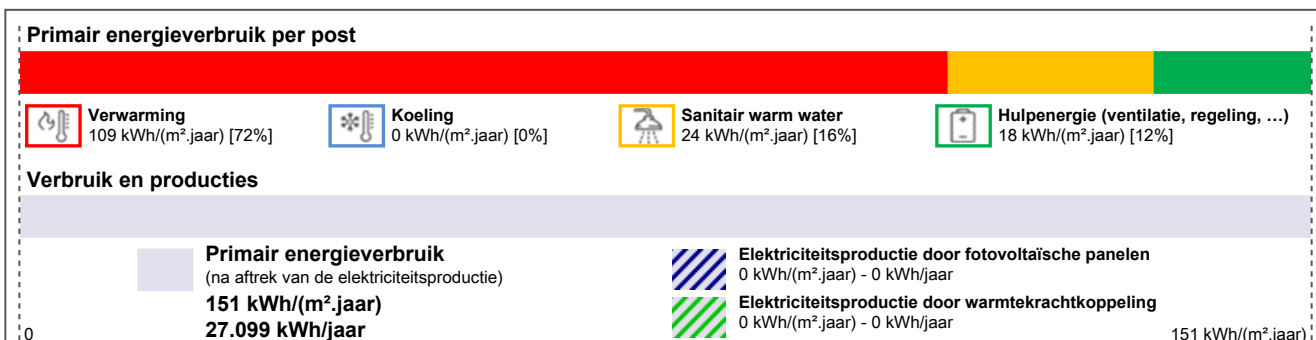 Primair energieverbruik per post
Verwarming
109 kWh/(m².jaar) [72%]
Koeling
0 kWh/(m².jaar) [0%]
Sanitair warm water
24 kWh/(m².jaar) [16%]
Hulpenergie (ventilatie, regeling, …)
18 kWh/(m².jaar) [12%]
Verbruik en producties
Primair energieverbruik
(na aftrek van de elektriciteitsproductie)
151 kWh/(m².jaar)
27.099 kWh/jaar
Elektriciteitsproductie door fotovoltaïsche panelen
0 kWh/(m².jaar) - 0 kWh/jaar
Elektriciteitsproductie door warmtekrachtkoppeling
0 kWh/(m².jaar) - 0 kWh/jaar
0
151 kWh/(m².jaar)